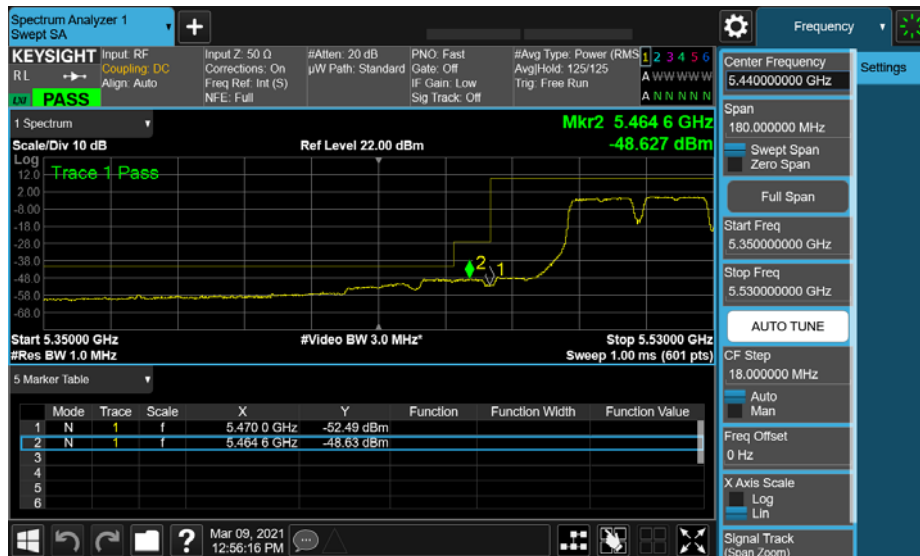 Spectrum Analyzer 1
Swept SA
Frequency
KEYSIGHT
RL
LXI
PASS
Input: RF
Coupling: DC
Align: Auto
Input Z: 50 Ω
Corrections: On
Freq Ref: Int (S)
NFE: Full
#Atten: 20 dB
µW Path: Standard
PNO: Fast
Gate: Off
IF Gain: Low
Sig Track: Off
#Avg Type: Power (RMS
Avg|Hold: 125/125
Trig: Free Run
1 2 3 4 5 6
A W W W W W
A N N N N N
1 Spectrum
Mkr2 5.464 6 GHz
Scale/Div 10 dB
Ref Level 22.00 dBm
-48.627 dBm
Log
Trace 1 Pass
12.0
2.00
-8.00
-18.0
-28.0
-38.0
-48.0
-58.0
-68.0
2
1
Start 5.35000 GHz
#Video BW 3.0 MHz*
Stop 5.53000 GHz
#Res BW 1.0 MHz
Sweep 1.00 ms (601 pts)
5 Marker Table
Mode Trace Scale X Y Function Function Width Function Value
1 N 1 f 5.470 0 GHz -52.49 dBm
2 N 1 f 5.464 6 GHz -48.63 dBm
3
4
5
6
?
Mar 09, 2021
12:56:16 PM
Center Frequency
5.440000000 GHz
Settings
Span
180.000000 MHz
Swept Span
Zero Span
Full Span
Start Freq
5.350000000 GHz
Stop Freq
5.530000000 GHz
AUTO TUNE
CF Step
18.000000 MHz
Auto
Man
Freq Offset
0 Hz
X Axis Scale
Log
Lin
Signal Track
(Span Zoom)